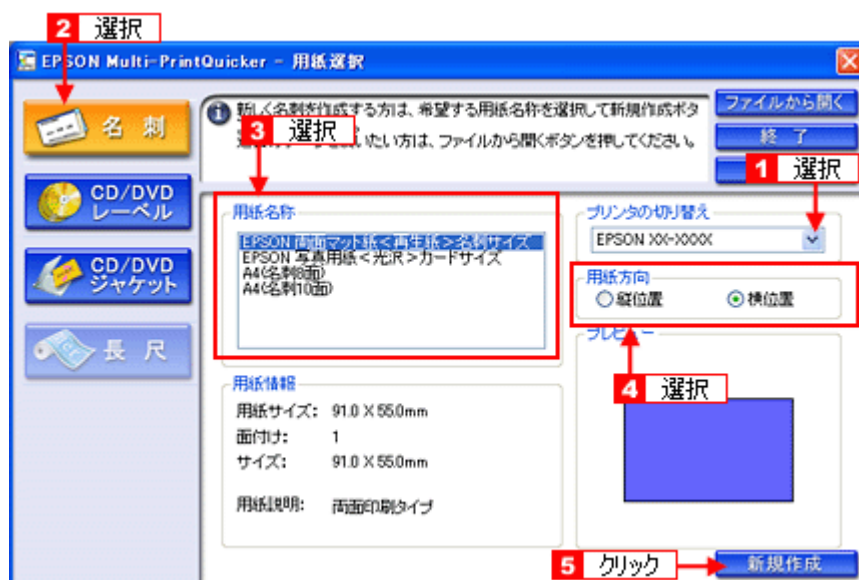 2 選択
EPSON Multi-PrintQuicker - 用紙選択
名 刺
新しく名刺を作成する方は、希望する用紙名称を選択して新規作成ボタ
いたい方は、ファイルから開くボタンを押してください。
ファイルから開く
終 了
3 選択
1 選択
CD/DVD
レーベル
CD/DVD
ジャケット
長 尺
用紙名称
EPSON 両面マット紙<再生紙>名刺サイズ
EPSON 写真用紙<光沢>カードサイズ
A4(名刺8面)
A4(名刺10面)
プリンタの切り替え
EPSON XX-XXXX
用紙方向
縦位置 横位置
プレビュー
4 選択
用紙情報
用紙サイズ: 91.0 X 55.0mm
面付け: 1
サイズ: 91.0 X 55.0mm
用紙説明: 両面印刷タイプ
5 クリック
新規作成